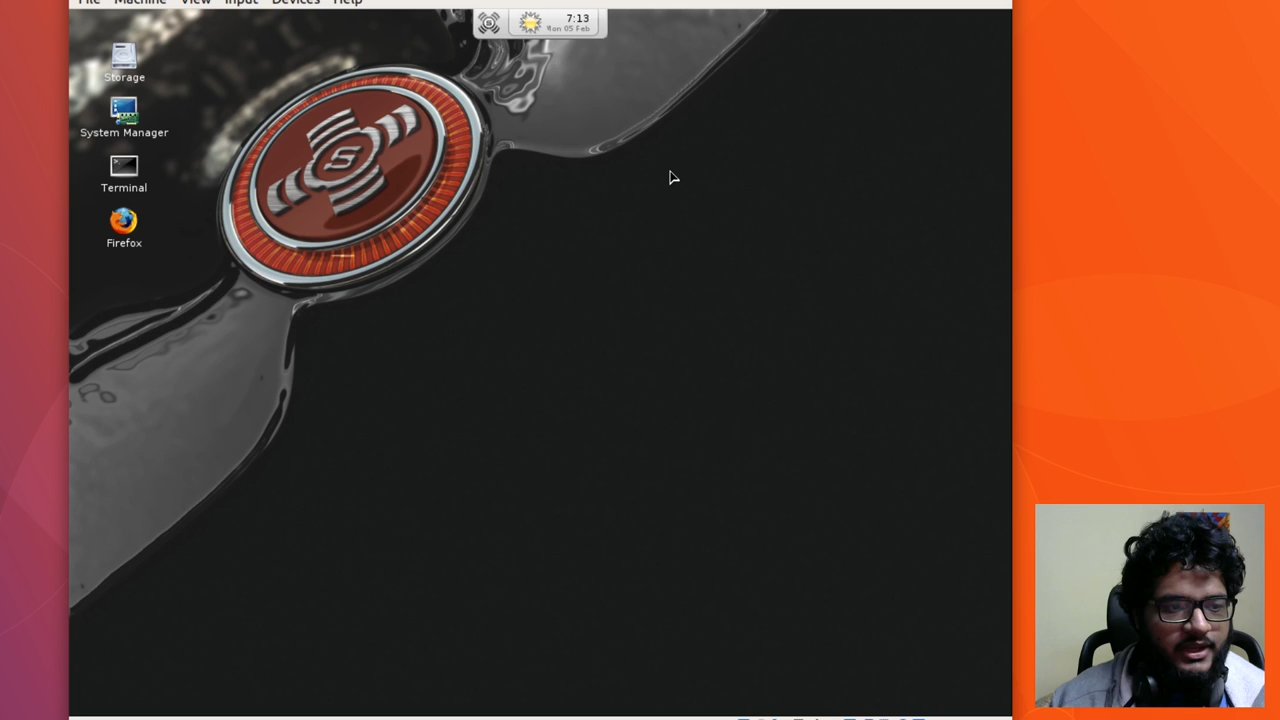 File Machine View Input Devices Help
7:13
Mon 05 Feb
Storage
System Manager
Terminal
Firefox
S